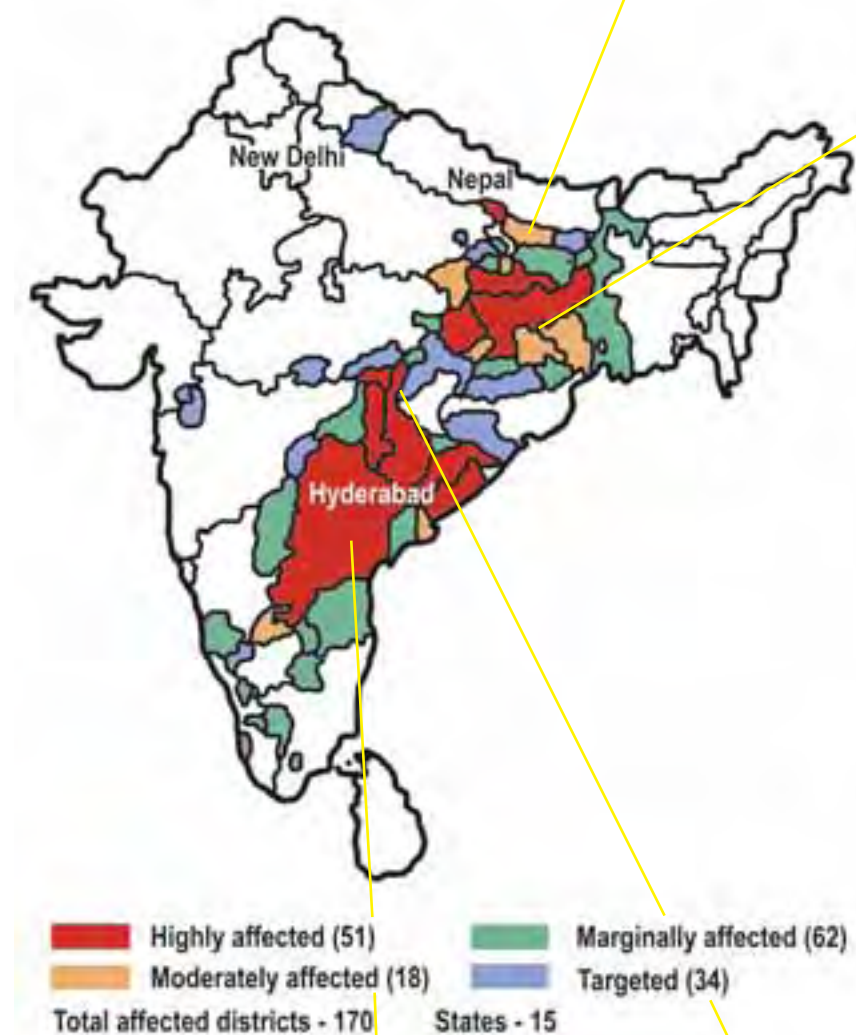 New Delhi
Nepal
Hyderabad
Highly affected (51)
Marginally affected (62)
Moderately affected (18)
Targeted (34)
Total affected districts - 170
States - 15